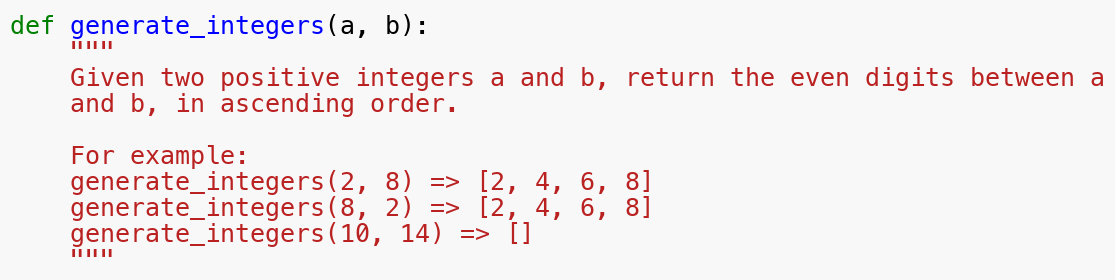 def generate_integers(a, b):
    """
    Given two positive integers a and b, return the even digits between a
    and b, in ascending order.

    For example:
    generate_integers(2, 8) => [2, 4, 6, 8]
    generate_integers(8, 2) => [2, 4, 6, 8]
    generate_integers(10, 14) => []
    """